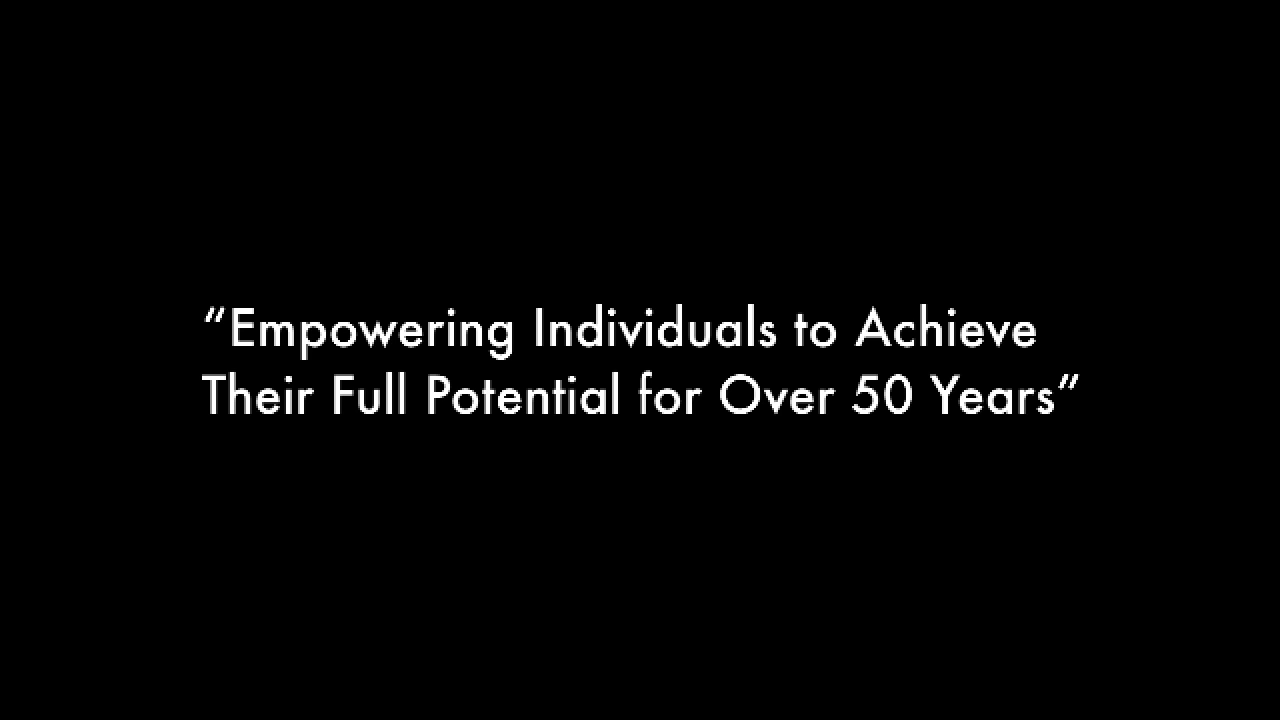 “Empowering Individuals to Achieve
Their Full Potential for Over 50 Years”